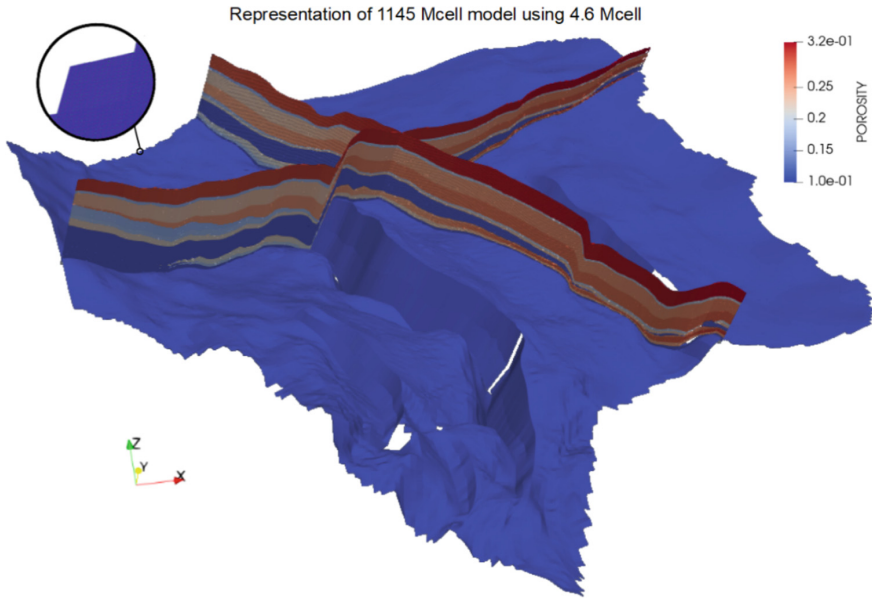 Representation of 1145 Mcell model using 4.6 Mcell
3.2e-01
0.25
0.2
0.15
1.0e-01
POROSITY
Z
Y
X